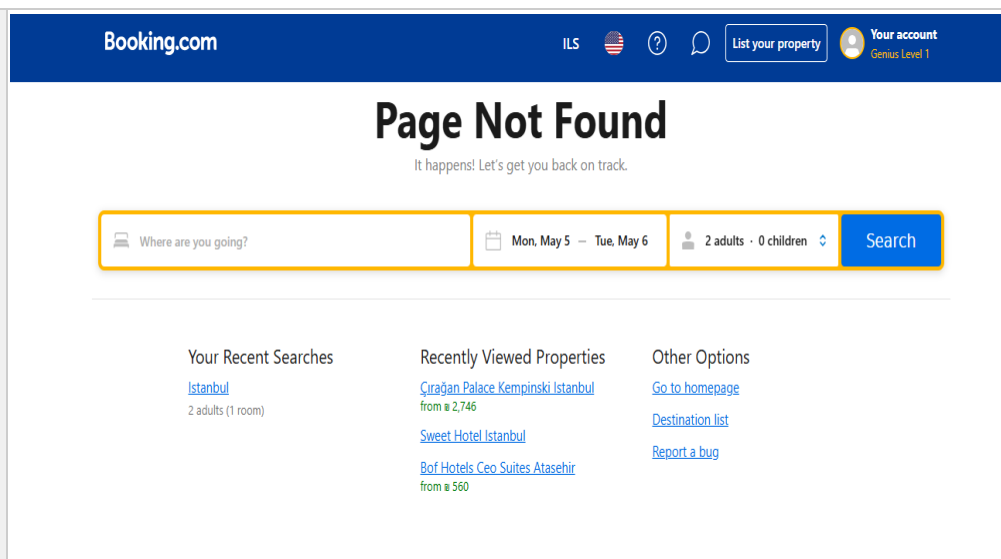 Booking.com
ILS
List your property
Your account
Genius Level 1
Page Not Found
It happens! Let's get you back on track.
Where are you going?
Mon, May 5 — Tue, May 6
2 adults · 0 children
Search
Your Recent Searches
Istanbul
2 adults (1 room)
Recently Viewed Properties
Çırağan Palace Kempinski Istanbul
from ₪ 2,746
Sweet Hotel Istanbul
Bof Hotels Ceo Suites Atasehir
from ₪ 560
Other Options
Go to homepage
Destination list
Report a bug